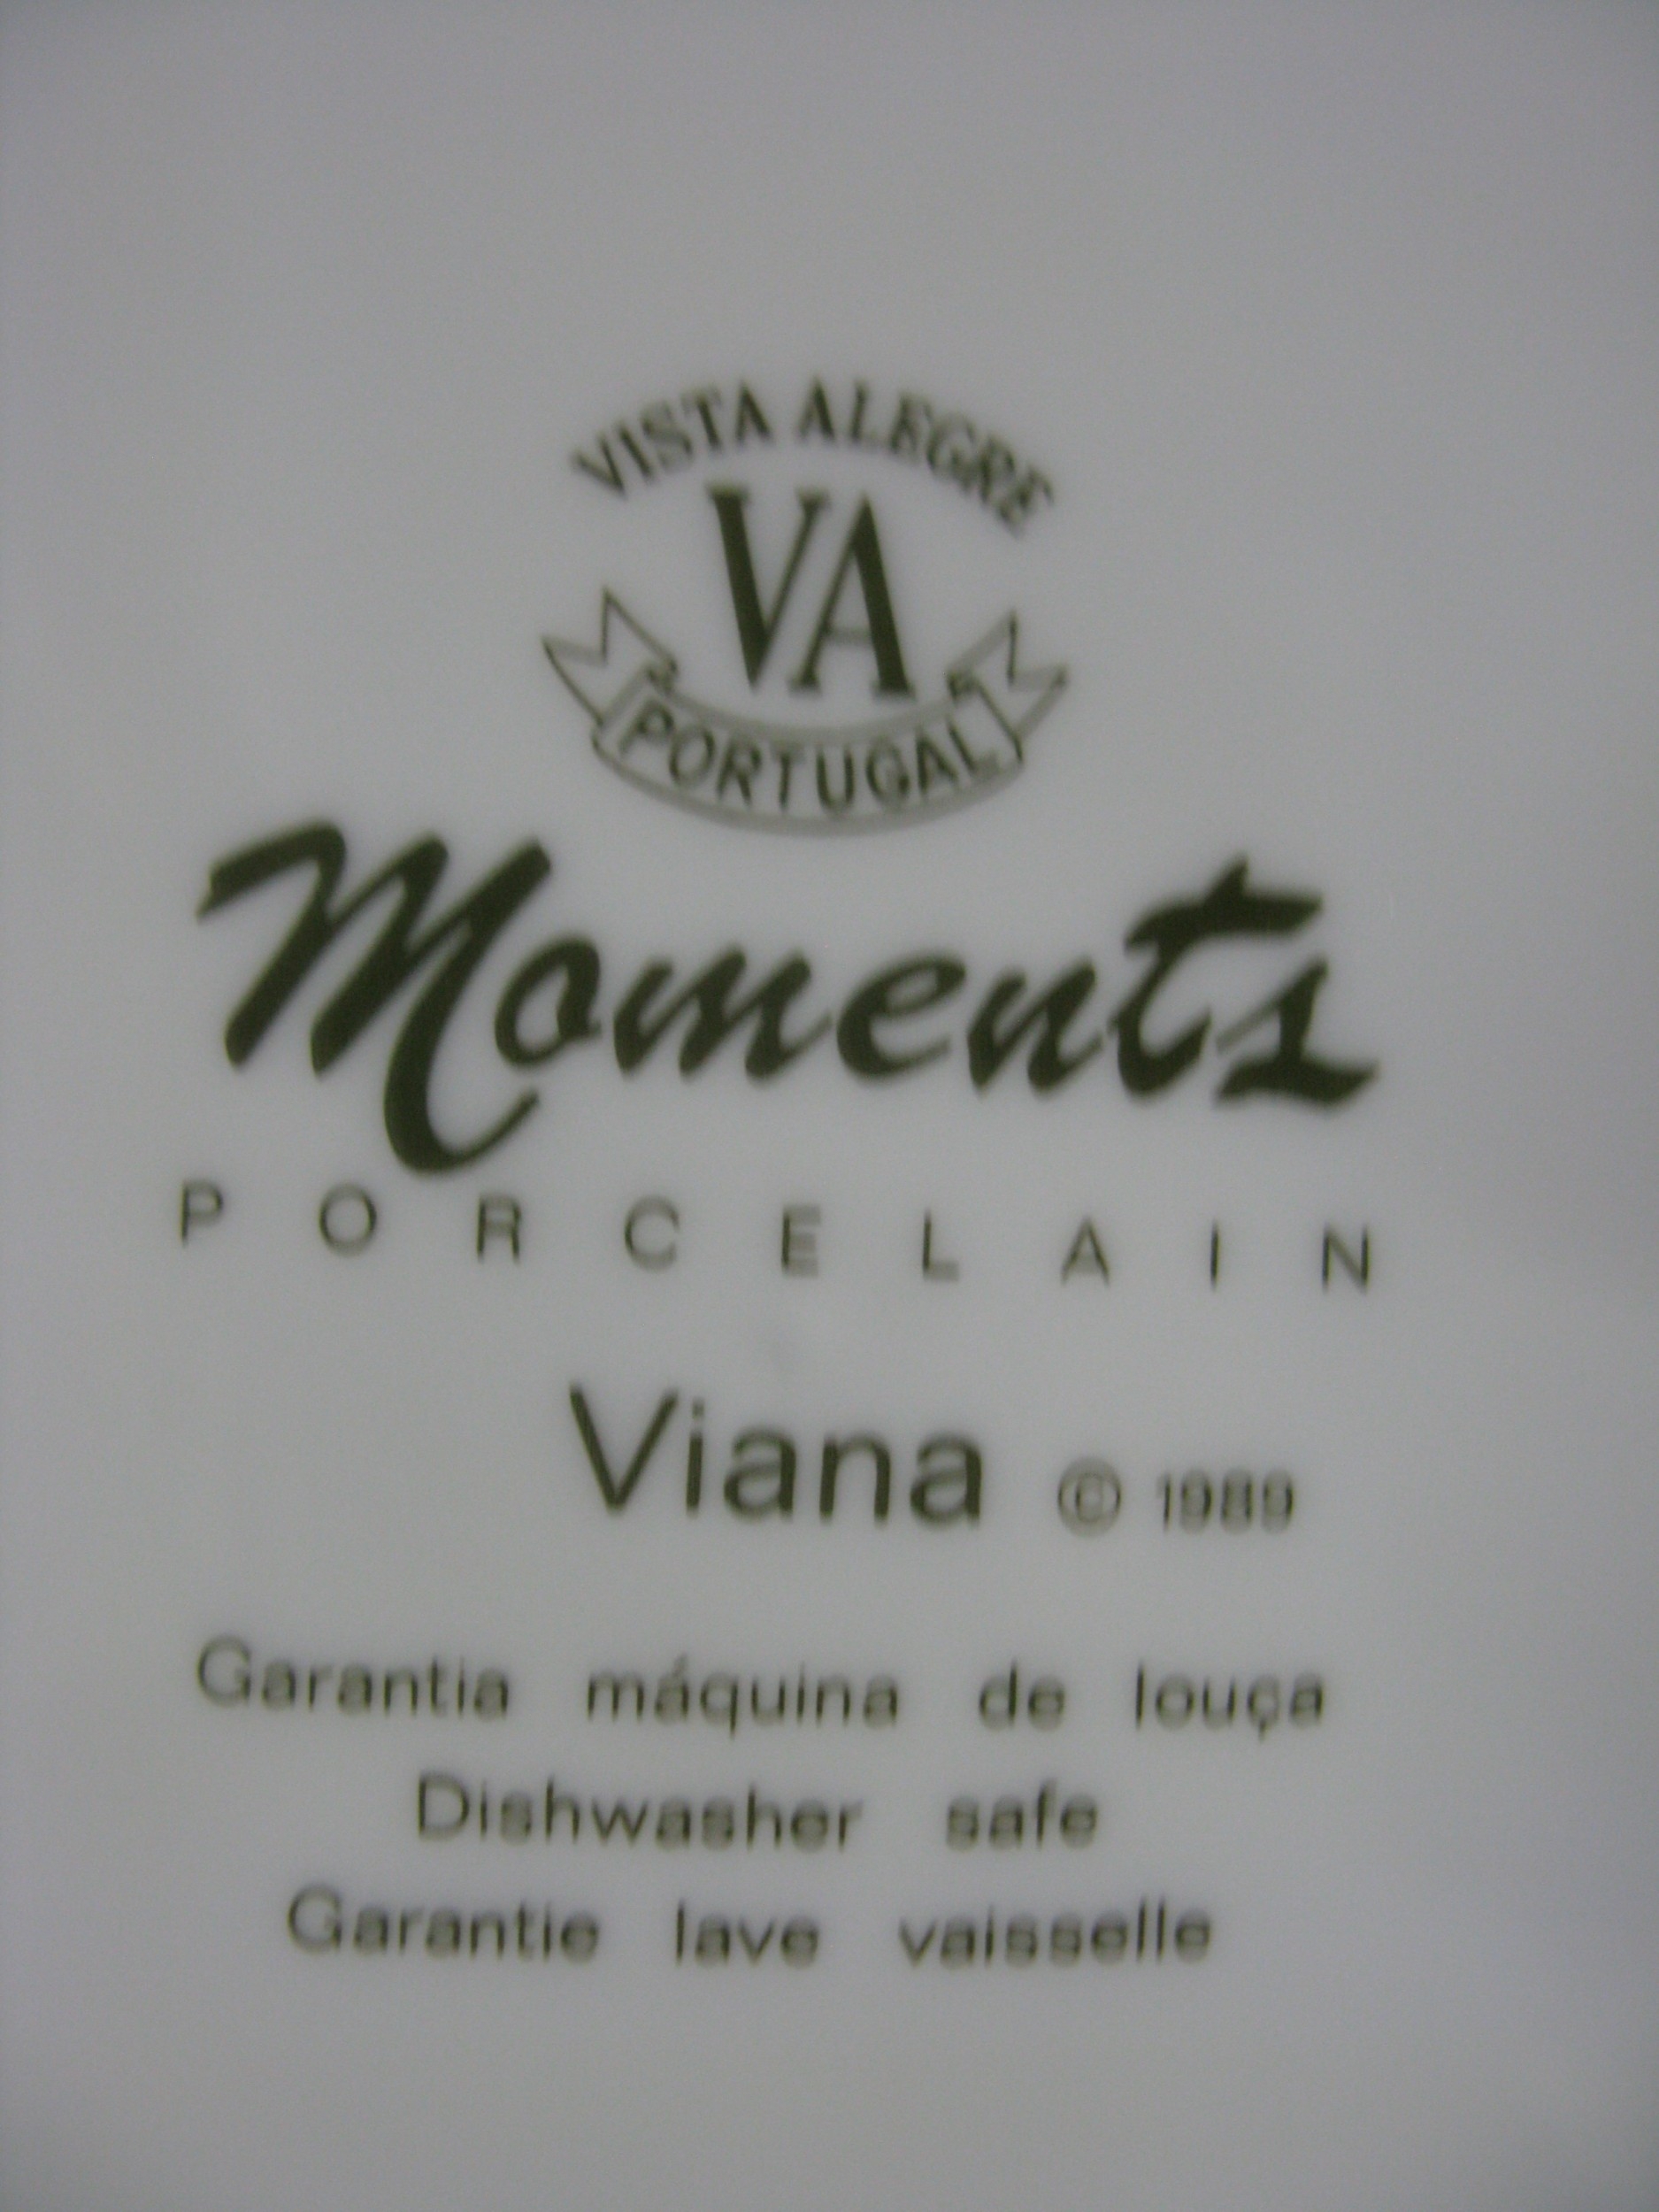 VISTA ALEGRE
VA
PORTUGAL
Moments
PORCELAIN
Viana © 1989
Garantia máquina de louça
Dishwasher safe
Garantie lave vaisselle